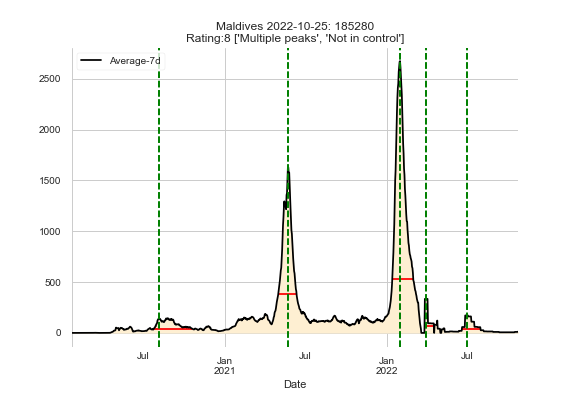 Maldives 2022-10-25: 185280
Rating:8 ['Multiple peaks', 'Not in control']
Average-7d
2500
2000
1500
1000
500
0
Jul
Jan
2021
Jul
Jan
2022
Jul
Date